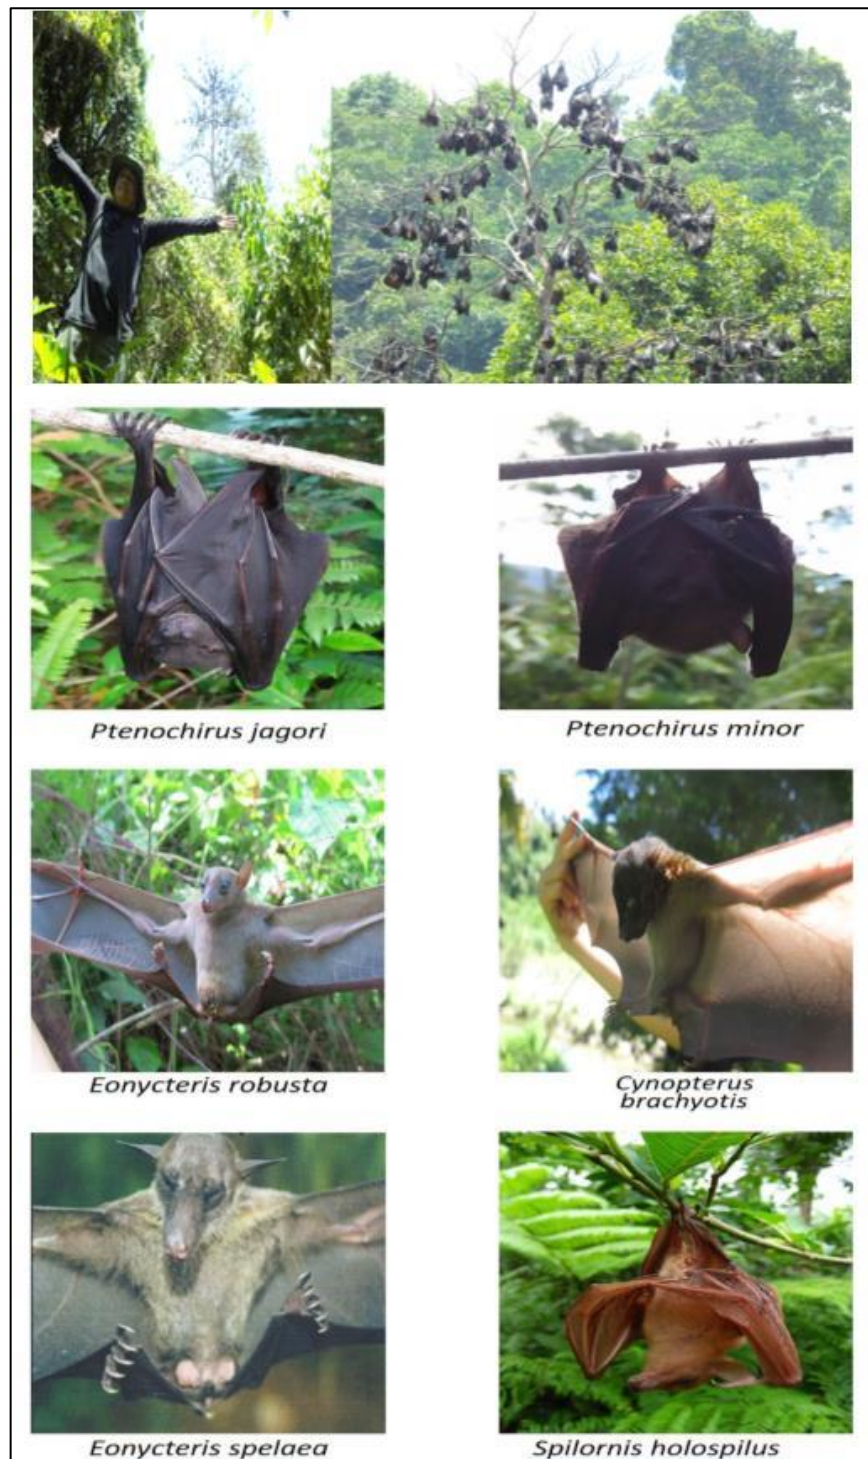 Ptenochirus jagori
Ptenochirus minor
Eonycteris robusta
Cynopterus
brachyotis
Eonycteris spelaea
Spilornis holospilus